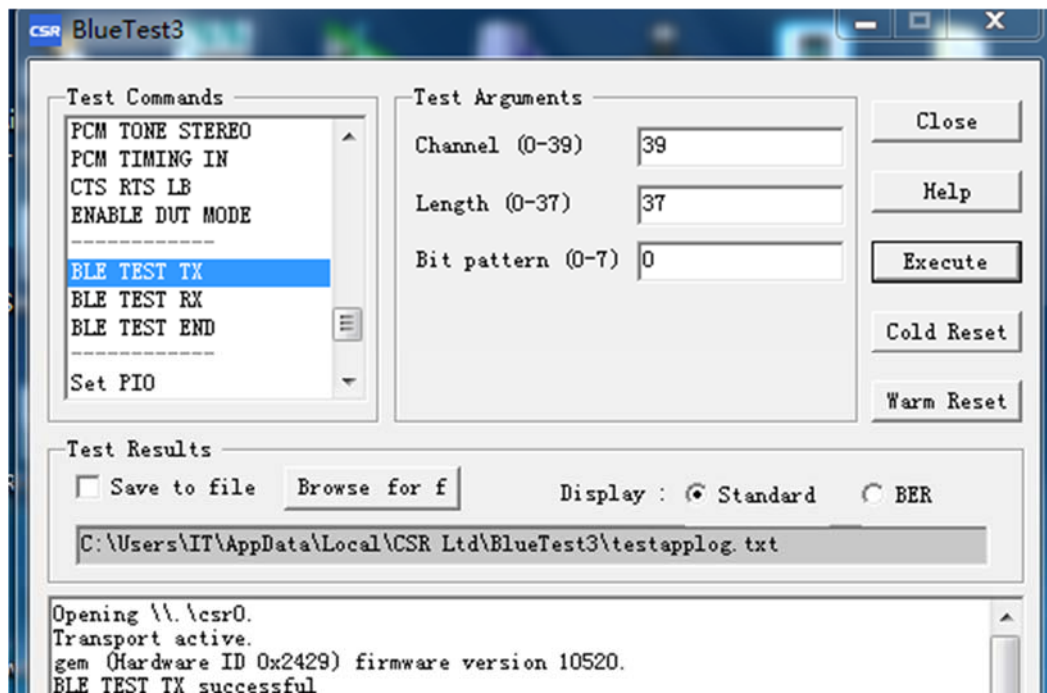 CSR BlueTest3
Test Commands
PCM TONE STEREO
PCM TIMING IN
CTS RTS LB
ENABLE DUT MODE
------------
BLE TEST TX
BLE TEST RX
BLE TEST END
------------
Set PIO
Test Arguments
Channel (0-39) 39
Length (0-37) 37
Bit pattern (0-7) 0
Close
Help
Execute
Cold Reset
Warm Reset
Test Results
Save to file Browse for f Display : Standard BER
C:\Users\IT\AppData\Local\CSR Ltd\BlueTest3\testapplog.txt
Opening \\.\csr0.
Transport active.
gem (Hardware ID 0x2429) firmware version 10520.
BLE TEST TX successful